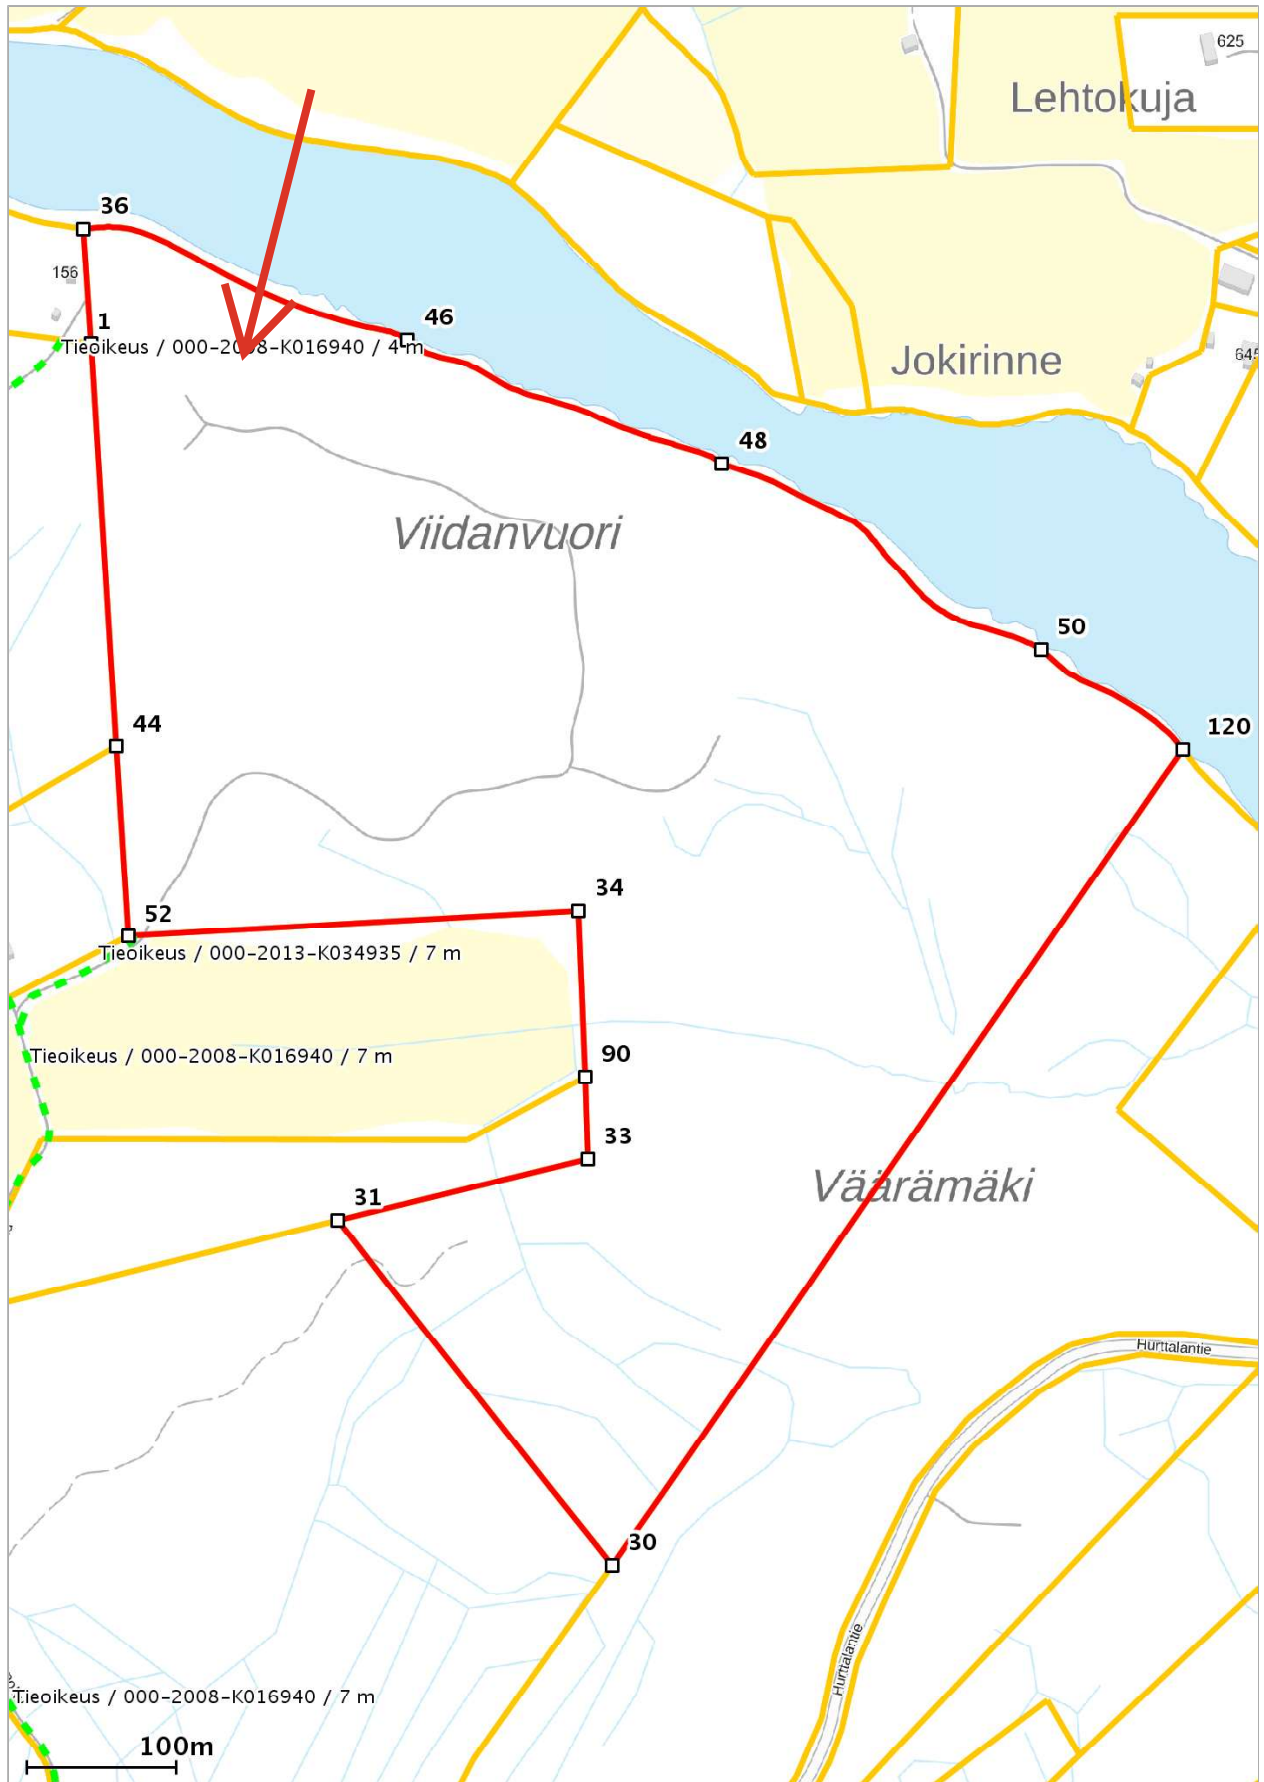 625
Lehtokuja
36
156
1
46
Tieoikeus / 000-2008-K016940 / 4 m
Jokirinne
645
48
Viidanvuori
50
44
120
34
52
Tieoikeus / 000-2013-K034935 / 7 m
90
Tieoikeus / 000-2008-K016940 / 7 m
33
31
Väärämäki
Hurttalantie
30
Hurttalantie
Tieoikeus / 000-2008-K016940 / 7 m
100m